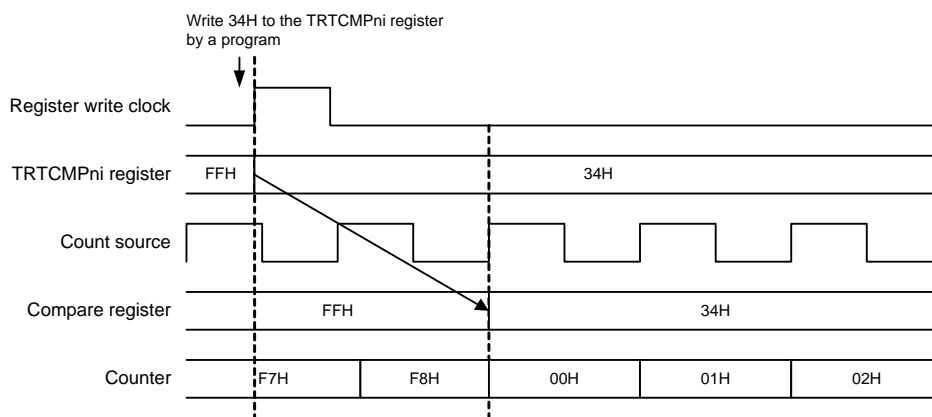 Write 34H to the TRTCMPni register
by a program
Register write clock
TRTCMPni register
FFH
34H
Count source
Compare register
FFH
34H
Counter
F7H
F8H
00H
01H
02H